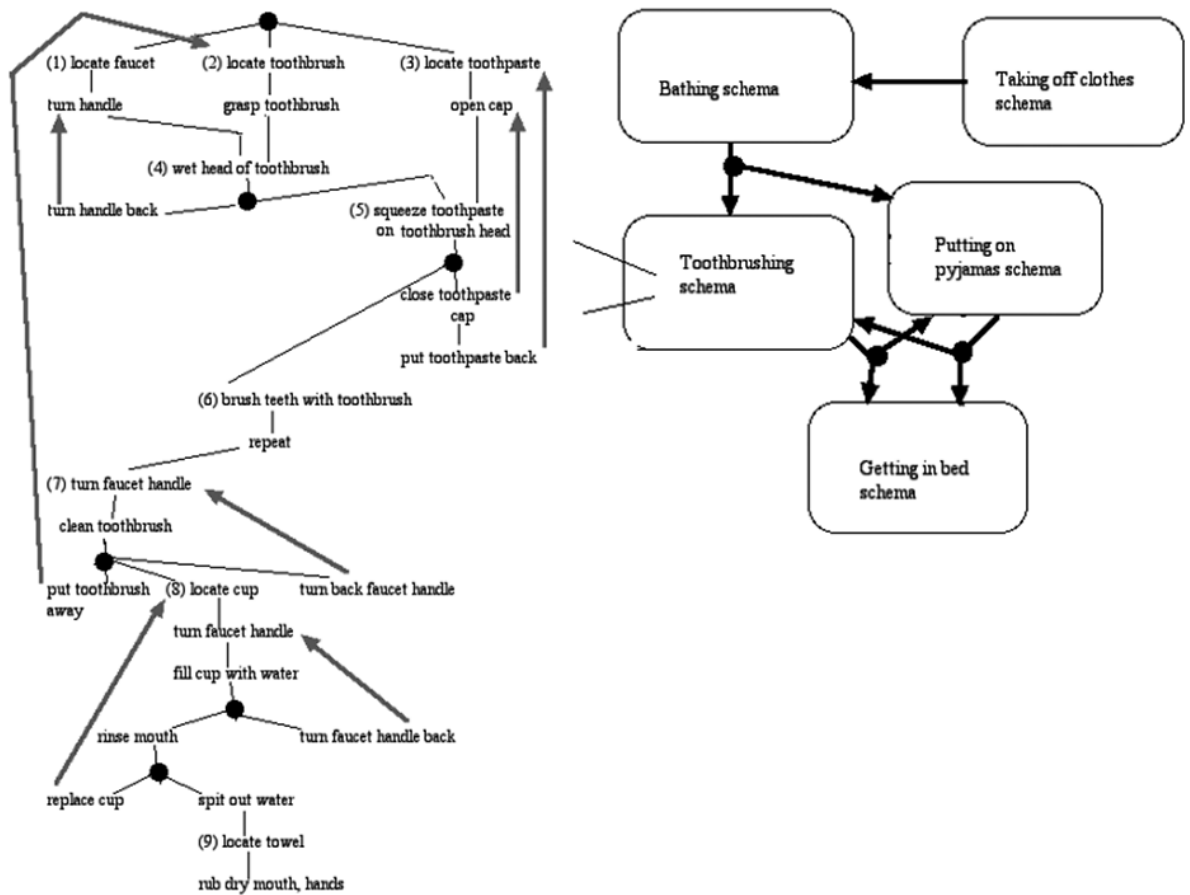 (1) locate faucet
(2) locate toothbrush
(3) locate toothpaste
turn handle
grasp toothbrush
open cap
(4) wet head of toothbrush
turn handle back
(5) squeeze toothpaste
on toothbrush head
close toothpaste
cap
put toothpaste back
(6) brush teeth with toothbrush
repeat
(7) turn faucet handle
clean toothbrush
put toothbrush
away
(8) locate cup
turn back faucet handle
turn faucet handle
fill cup with water
rinse mouth
turn faucet handle back
replace cup
spit out water
(9) locate towel
rub dry mouth, hands
Bathing schema
Taking off clothes
schema
Toothbrushing
schema
Putting on
pyjamas schema
Getting in bed
schema